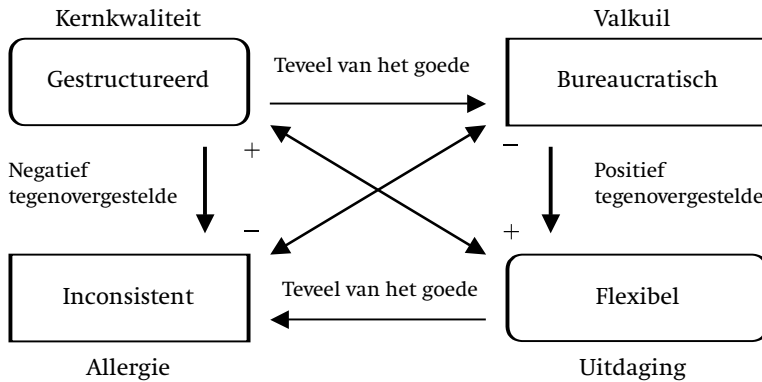 Kernkwaliteit
Valkuil
Gestructureerd
Teveel van het goede
Bureaucratisch
+
−
Negatief
tegenovergestelde
Positief
tegenovergestelde
−
+
Inconsistent
Teveel van het goede
Flexibel
Allergie
Uitdaging